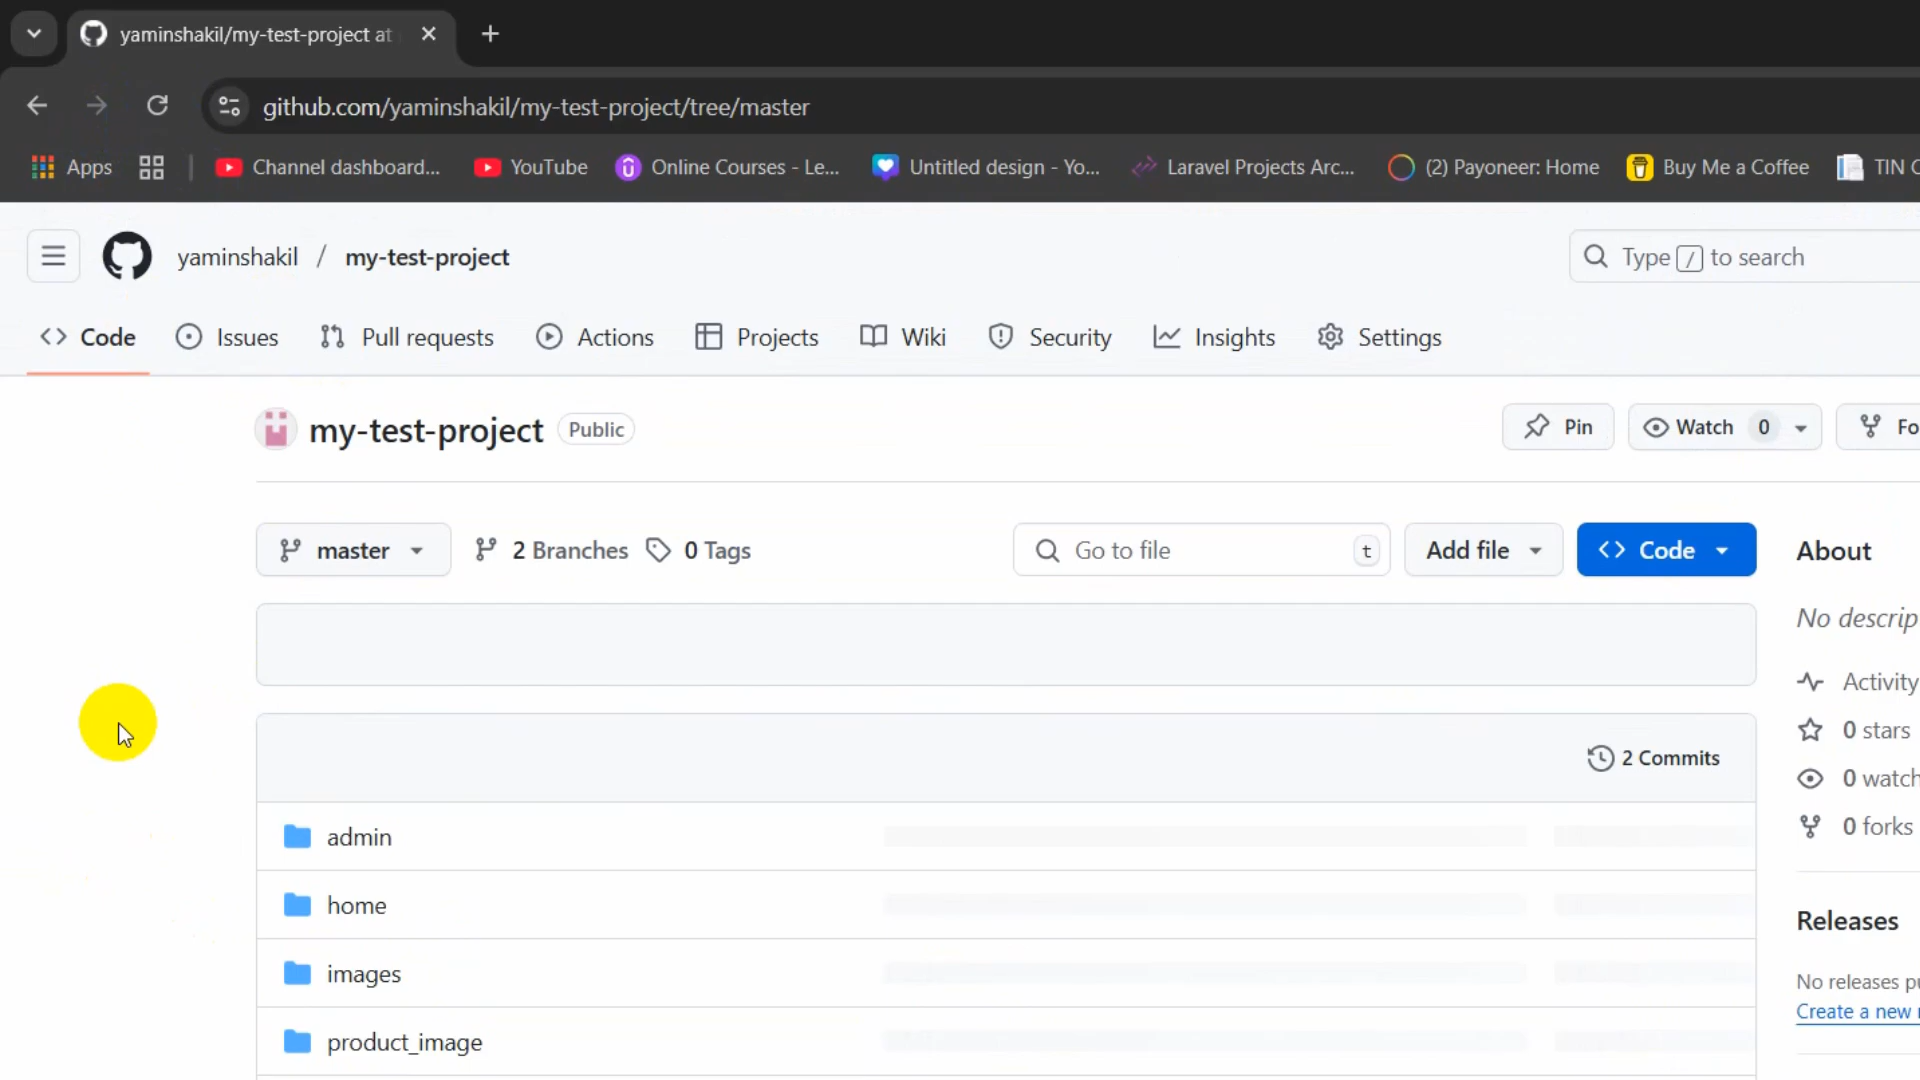 yaminshakil/my-test-project at
github.com/yaminshakil/my-test-project/tree/master
Apps Channel dashboard... YouTube Online Courses - Le... Untitled design - Yo... Laravel Projects Arc... (2) Payoneer: Home Buy Me a Coffee TIN C
yaminshakil / my-test-project Type / to search
Code Issues Pull requests Actions Projects Wiki Security Insights Settings
my-test-project Public Pin Watch 0 Fo
master 2 Branches 0 Tags Go to file t Add file Code About
No descrip
Activity
0 stars
2 Commits
0 watch
0 forks
admin
home
Releases
images
No releases pu
Create a new r
product_image